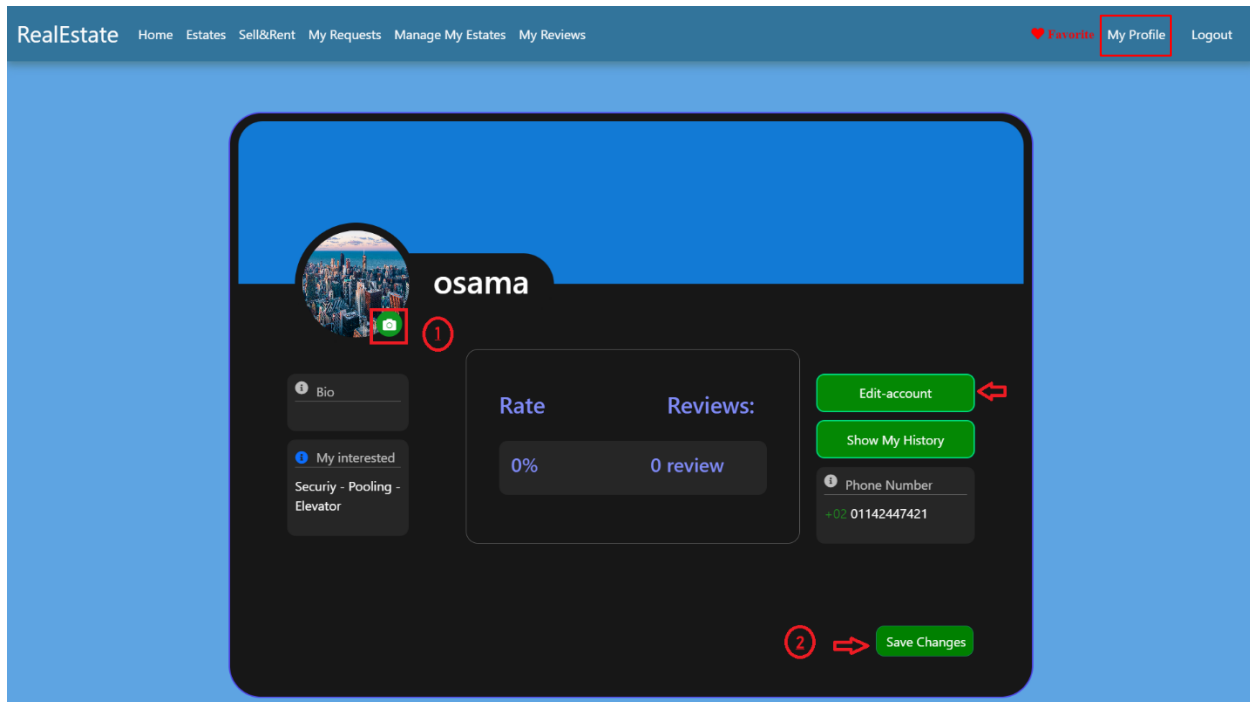 RealEstate Home Estates Sell&Rent My Requests Manage My Estates My Reviews Favorite My Profile Logout
osama
1
Bio
My interested
Securiy - Pooling -
Elevator
Rate Reviews:
0% 0 review
Edit-account
Show My History
Phone Number
+02 01142447421
2 Save Changes